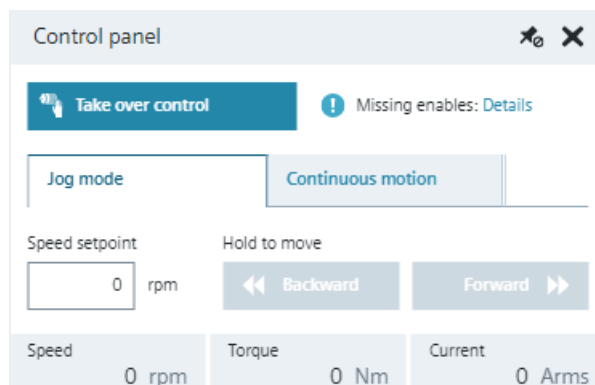 Control panel
Take over control
Missing enables: Details
Jog mode
Continuous motion
Speed setpoint
Hold to move
0 rpm
Backward
Forward
Speed
Torque
Current
0 rpm
0 Nm
0 Arms